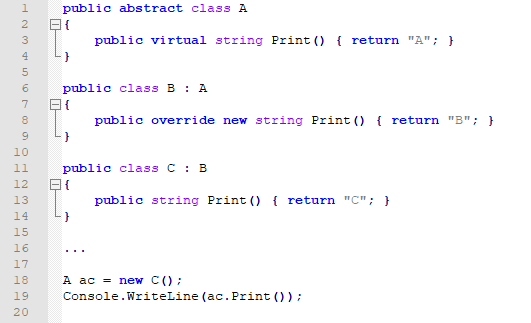 1 public abstract class A
2 {
3 public virtual string Print() { return "A"; }
4 }
5
6 public class B : A
7 {
8 public override new string Print() { return "B"; }
9 }
10
11 public class C : B
12 {
13 public string Print() { return "C"; }
14 }
15
16 ...
17
18 A ac = new C();
19 Console.WriteLine(ac.Print());
20